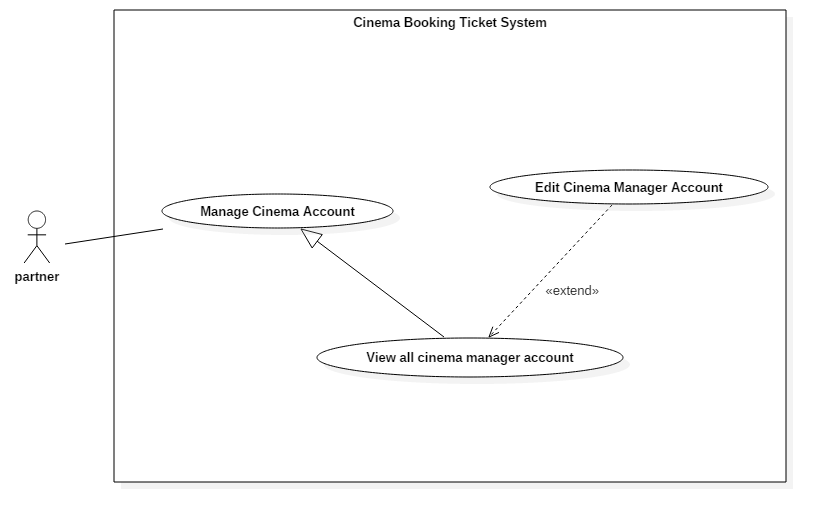 Cinema Booking Ticket System
Edit Cinema Manager Account
Manage Cinema Account
partner
«extend»
View all cinema manager account